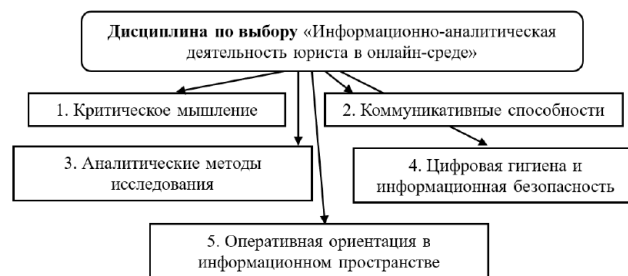 Дисциплина по выбору «Информационно-аналитическая
деятельность юриста в онлайн-среде»
1. Критическое мышление
2. Коммуникативные способности
3. Аналитические методы
исследования
4. Цифровая гигиена и
информационная безопасность
5. Оперативная ориентация в
информационном пространстве